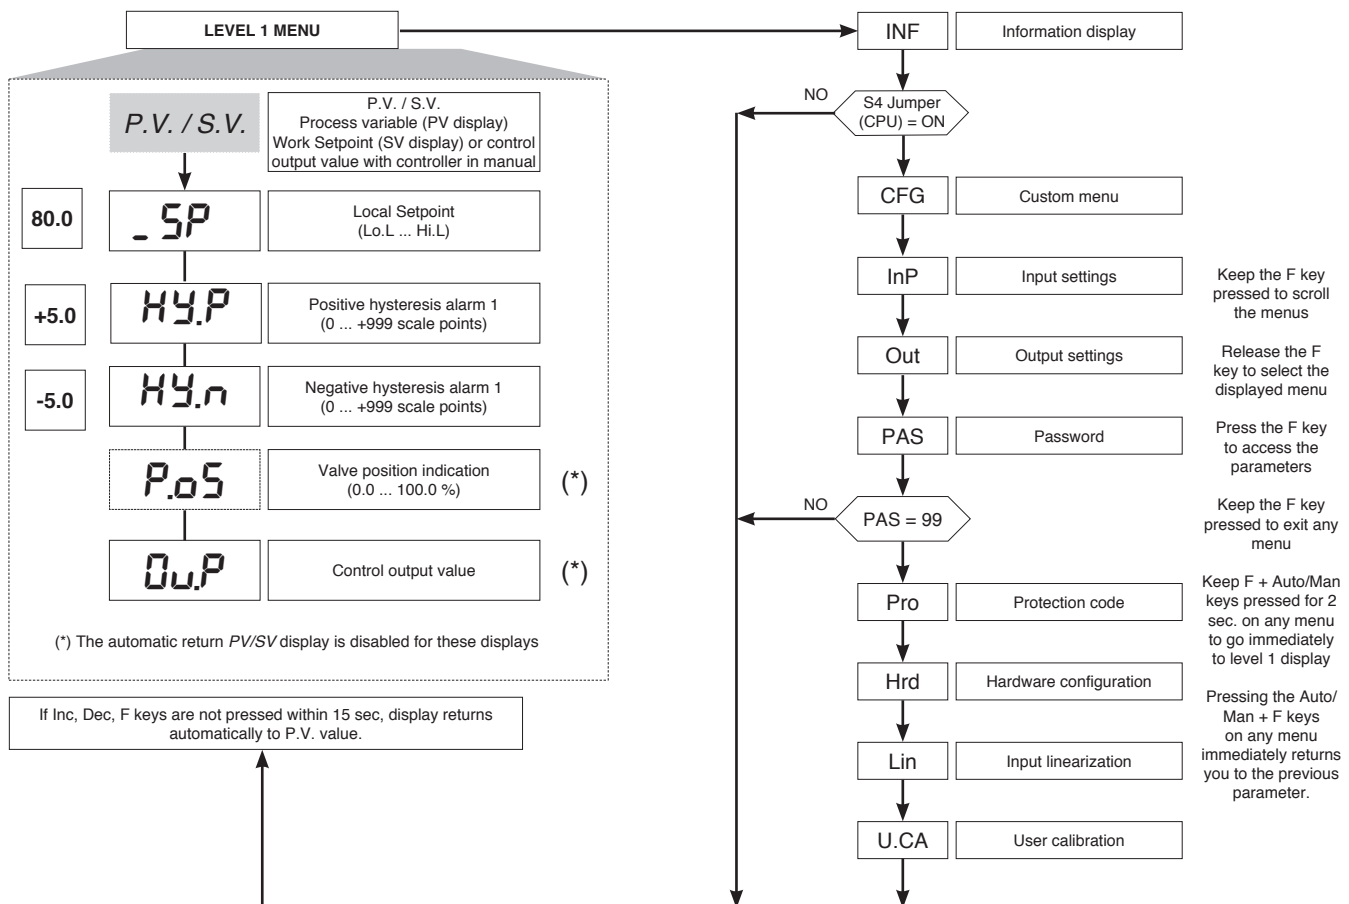 LEVEL 1 MENU
P.V. / S.V.
P.V. / S.V.
Process variable (PV display)
Work Setpoint (SV display) or control
output value with controller in manual
80.0
_SP
Local Setpoint
(Lo.L ... Hi.L)
+5.0
HY.P
Positive hysteresis alarm 1
(0 ... +999 scale points)
-5.0
HY.n
Negative hysteresis alarm 1
(0 ... +999 scale points)
P.oS
Valve position indication
(0.0 ... 100.0 %)
(*)
Ou.P
Control output value
(*)
(*) The automatic return PV/SV display is disabled for these displays
If Inc, Dec, F keys are not pressed within 15 sec, display returns
automatically to P.V. value.
INF
Information display
NO
S4 Jumper
(CPU) = ON
CFG
Custom menu
InP
Input settings
Out
Output settings
PAS
Password
NO
PAS = 99
Pro
Protection code
Hrd
Hardware configuration
Lin
Input linearization
U.CA
User calibration
Keep the F key
pressed to scroll
the menus
Release the F
key to select the
displayed menu
Press the F key
to access the
parameters
Keep the F key
pressed to exit any
menu
Keep F + Auto/Man
keys pressed for 2
sec. on any menu
to go immediately
to level 1 display
Pressing the Auto/
Man + F keys
on any menu
immediately returns
you to the previous
parameter.